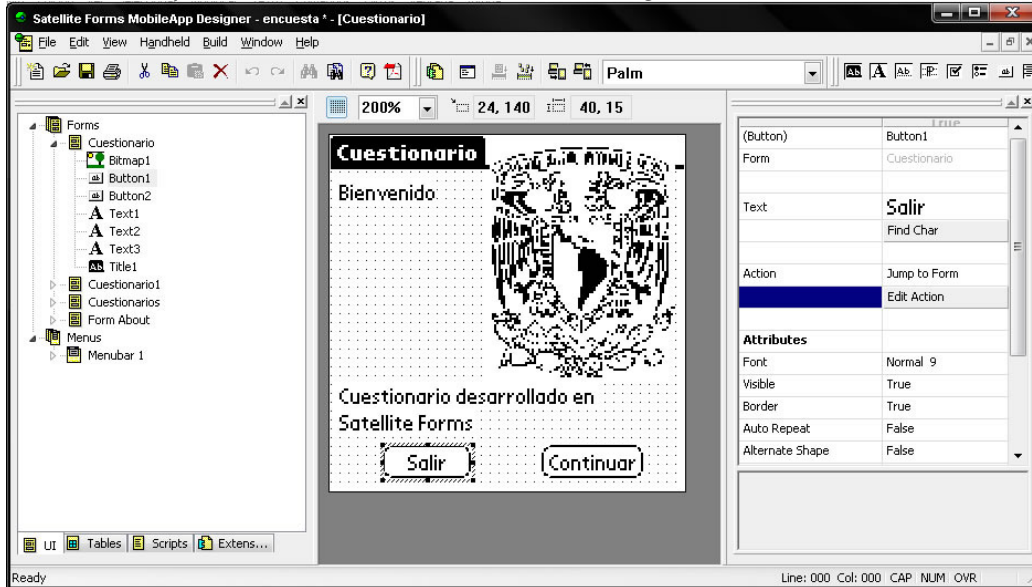 Satellite Forms MobileApp Designer - encuesta * - [Cuestionario]
File Edit View Handheld Build Window Help
Palm
200% 24, 140 40, 15
Forms
Cuestionario
Bitmap1
Button1
Button2
Text1
Text2
Text3
Title1
Cuestionario1
Cuestionarios
Form About
Menus
Menubar 1
UI Tables Scripts Extens...
Cuestionario
Bienvenido
Cuestionario desarrollado en
Satellite Forms
Salir Continuar
True
(Button) Button1
Form Cuestionario
Text Salir
Find Char
Action Jump to Form
Edit Action
Attributes
Font Normal 9
Visible True
Border True
Auto Repeat False
Alternate Shape False
Ready
Line: 000 Col: 000 CAP NUM OVR